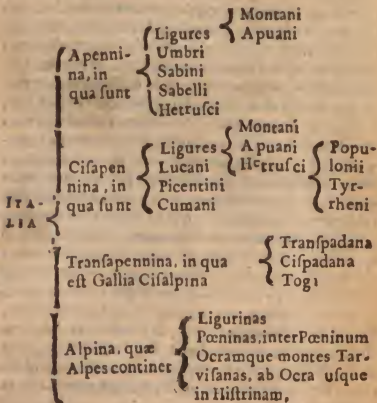 Montani
Ligures
Apuani
Apenni-
na, in
qua ſunt
Umbri
Sabini
Sabelli
Hetruſci
Montani
Ciſapen
nina, in
qua ſunt
Ligures
Apuani
Lucani
Hetruſci
Popu-
lonii
Picentini
Tyr-
rheni
Cumani
ITA-
LIA
Tranſapennina, in qua
eſt Gallia Ciſalpina
Tranſpadana
Ciſpadana
Togi
Alpina, quæ
Alpes continet
Ligurinas
Pœninas, inter Pœninum
Ocramque montes Tar-
viſanas, ab Ocra uſque
in Hiſtrinam,